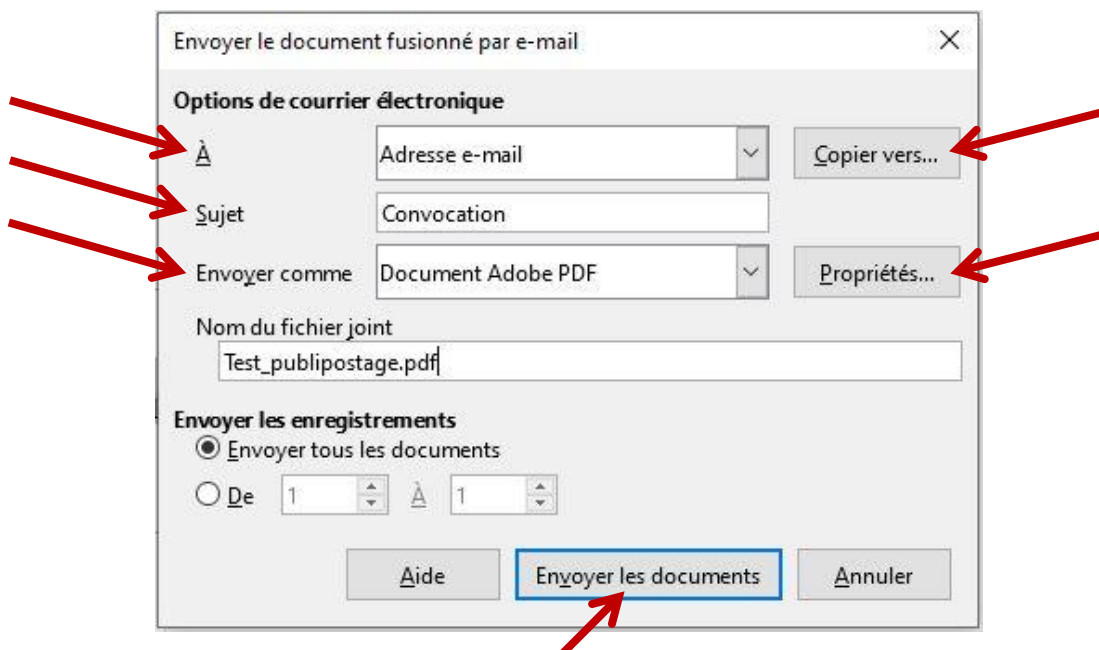 Envoyer le document fusionné par e-mail
Options de courrier électronique
À Adresse e-mail Copier vers...
Sujet Convocation
Envoyer comme Document Adobe PDF Propriétés...
Nom du fichier joint
Test_publipostage.pdf
Envoyer les enregistrements
Envoyer tous les documents
De 1 À 1
Aide Envoyer les documents Annuler